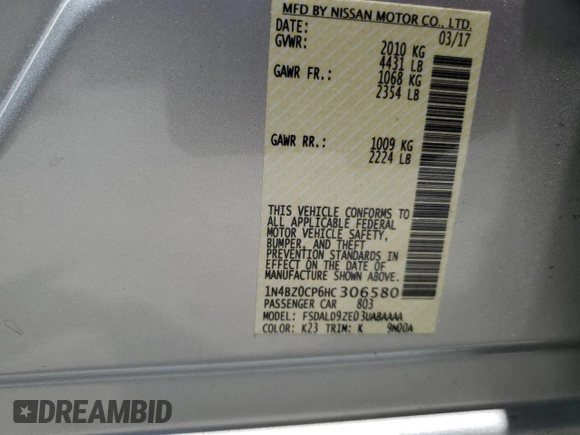 MFD BY NISSAN MOTOR CO., LTD.
DATE: 03/17
GVWR: 2010 KG
4431 LB
GAWR FR.: 1068 KG
2354 LB
GAWR RR.: 1009 KG
2224 LB
THIS VEHICLE CONFORMS TO
ALL APPLICABLE FEDERAL
MOTOR VEHICLE SAFETY,
BUMPER, AND THEFT
PREVENTION STANDARDS IN
EFFECT ON THE DATE OF
MANUFACTURE SHOWN ABOVE.
1N4BZ0CP6HC306580
PASSENGER CAR 803
MODEL: FSDALD9ZE03UABAAAA
COLOR: K23 TRIM: K 9N00A
DREAMBID